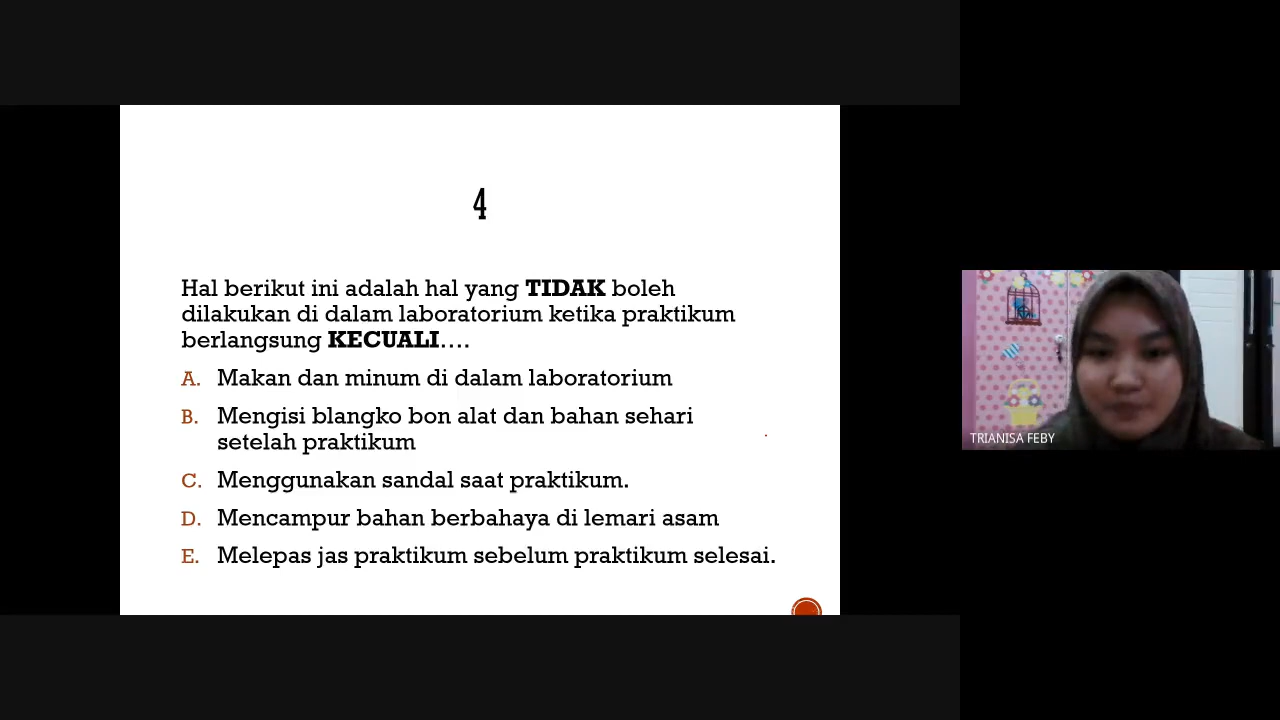 4
Hal berikut ini adalah hal yang TIDAK boleh
dilakukan di dalam laboratorium ketika praktikum
berlangsung KECUALI....
A. Makan dan minum di dalam laboratorium
B. Mengisi blangko bon alat dan bahan sehari
setelah praktikum
C. Menggunakan sandal saat praktikum.
D. Mencampur bahan berbahaya di lemari asam
E. Melepas jas praktikum sebelum praktikum selesai.
TRIANISA FEBY